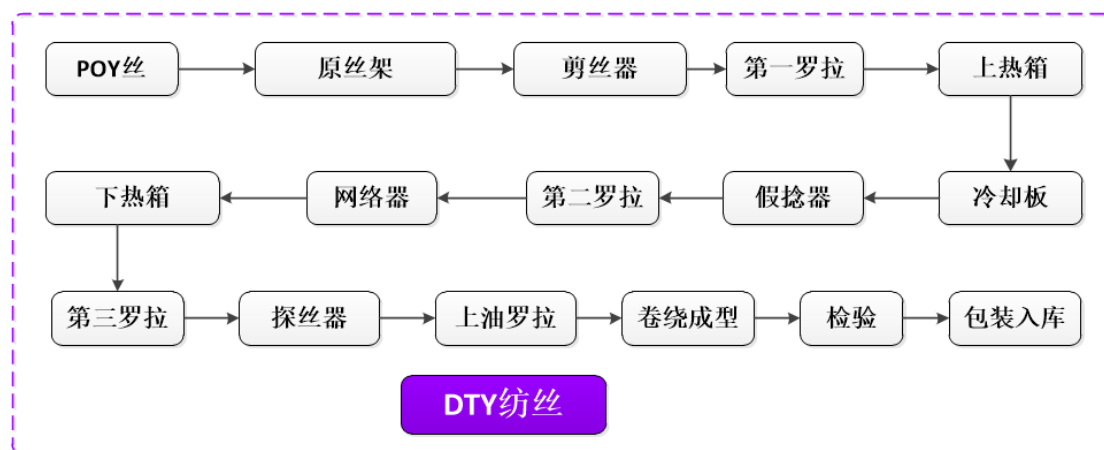 POY丝 原丝架 剪丝器 第一罗拉 上热箱
下热箱 网络器 第二罗拉 假捻器 冷却板
第三罗拉 探丝器 上油罗拉 卷绕成型 检验 包装入库
DTY纺丝